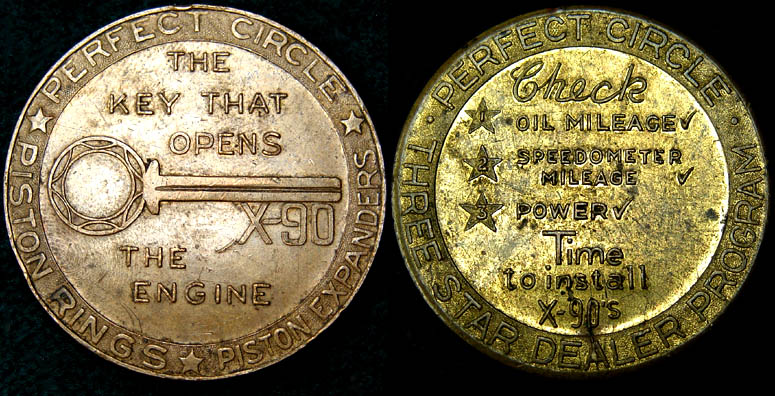 PERFECT CIRCLE
PISTON RINGS ★ PISTON EXPANDERS ★
THE
KEY THAT
OPENS
X-90
THE
ENGINE
· PERFECT CIRCLE ·
THREE STAR DEALER PROGRAM
Check
1 OIL MILEAGE ✓
2 SPEEDOMETER
MILEAGE ✓
3 POWER ✓
Time
to install
X-90'S